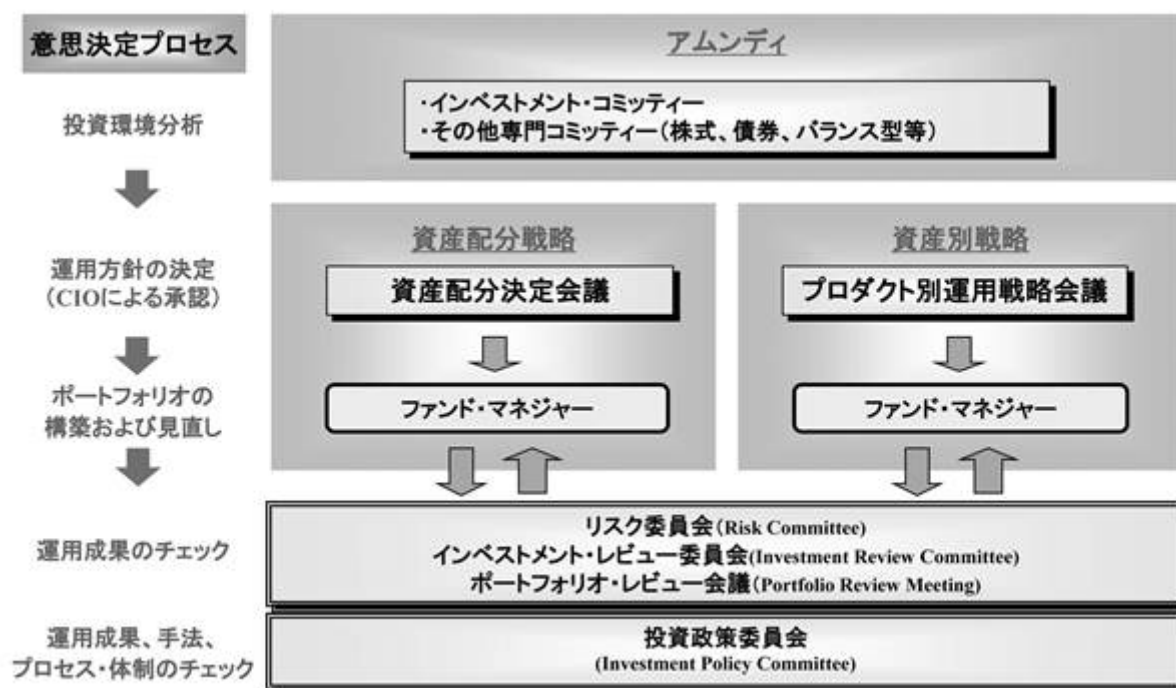 意思決定プロセス
アムンディ
・インベストメント・コミッティー
・その他専門コミッティー（株式、債券、バランス型等）
投資環境分析
資産配分戦略
資産別戦略
運用方針の決定
（CIOによる承認）
資産配分決定会議
プロダクト別運用戦略会議
ポートフォリオの
構築および見直し
ファンド・マネジャー
ファンド・マネジャー
運用成果のチェック
リスク委員会（Risk Committee）
インベストメント・レビュー委員会(Investment Review Committee)
ポートフォリオ・レビュー会議（Portfolio Review Meeting)
運用成果、手法、
プロセス・体制のチェック
投資政策委員会
(Investment Policy Committee)